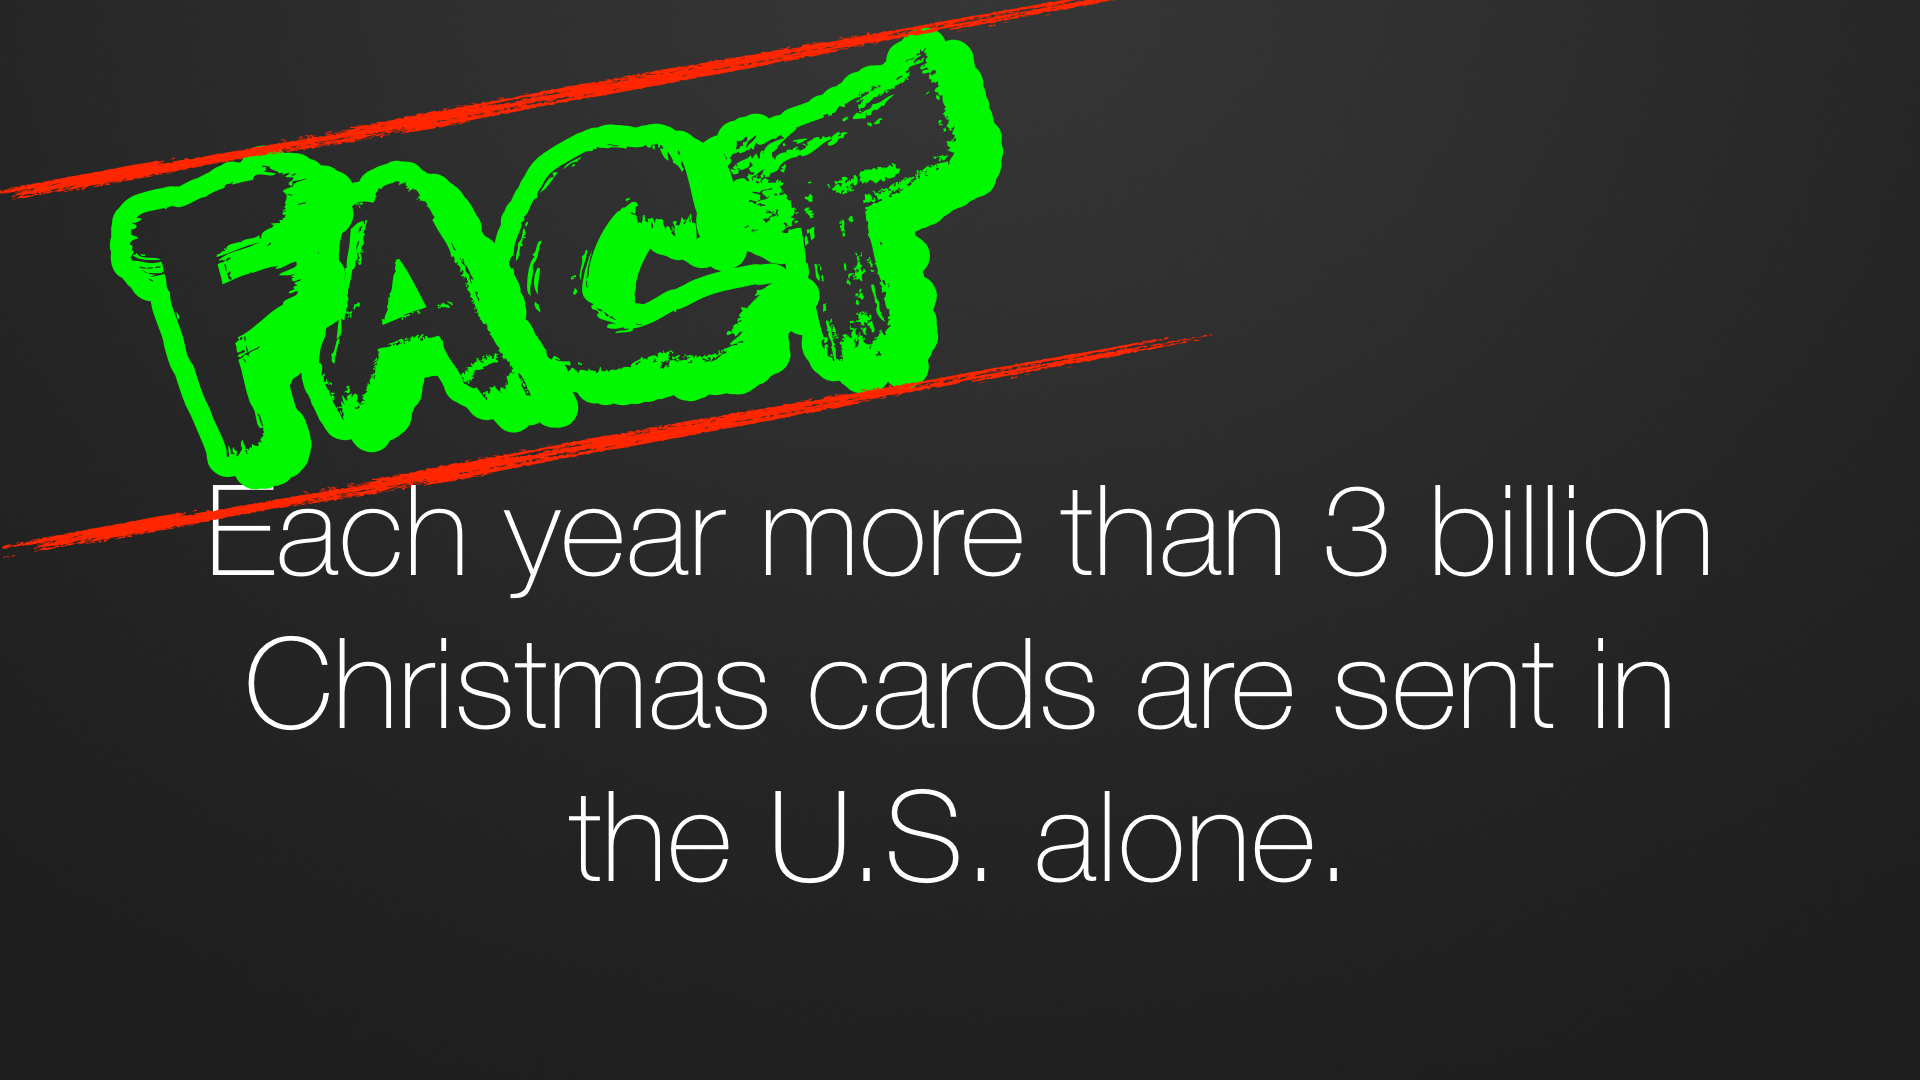 FACT
Each year more than 3 billion
Christmas cards are sent in
the U.S. alone.